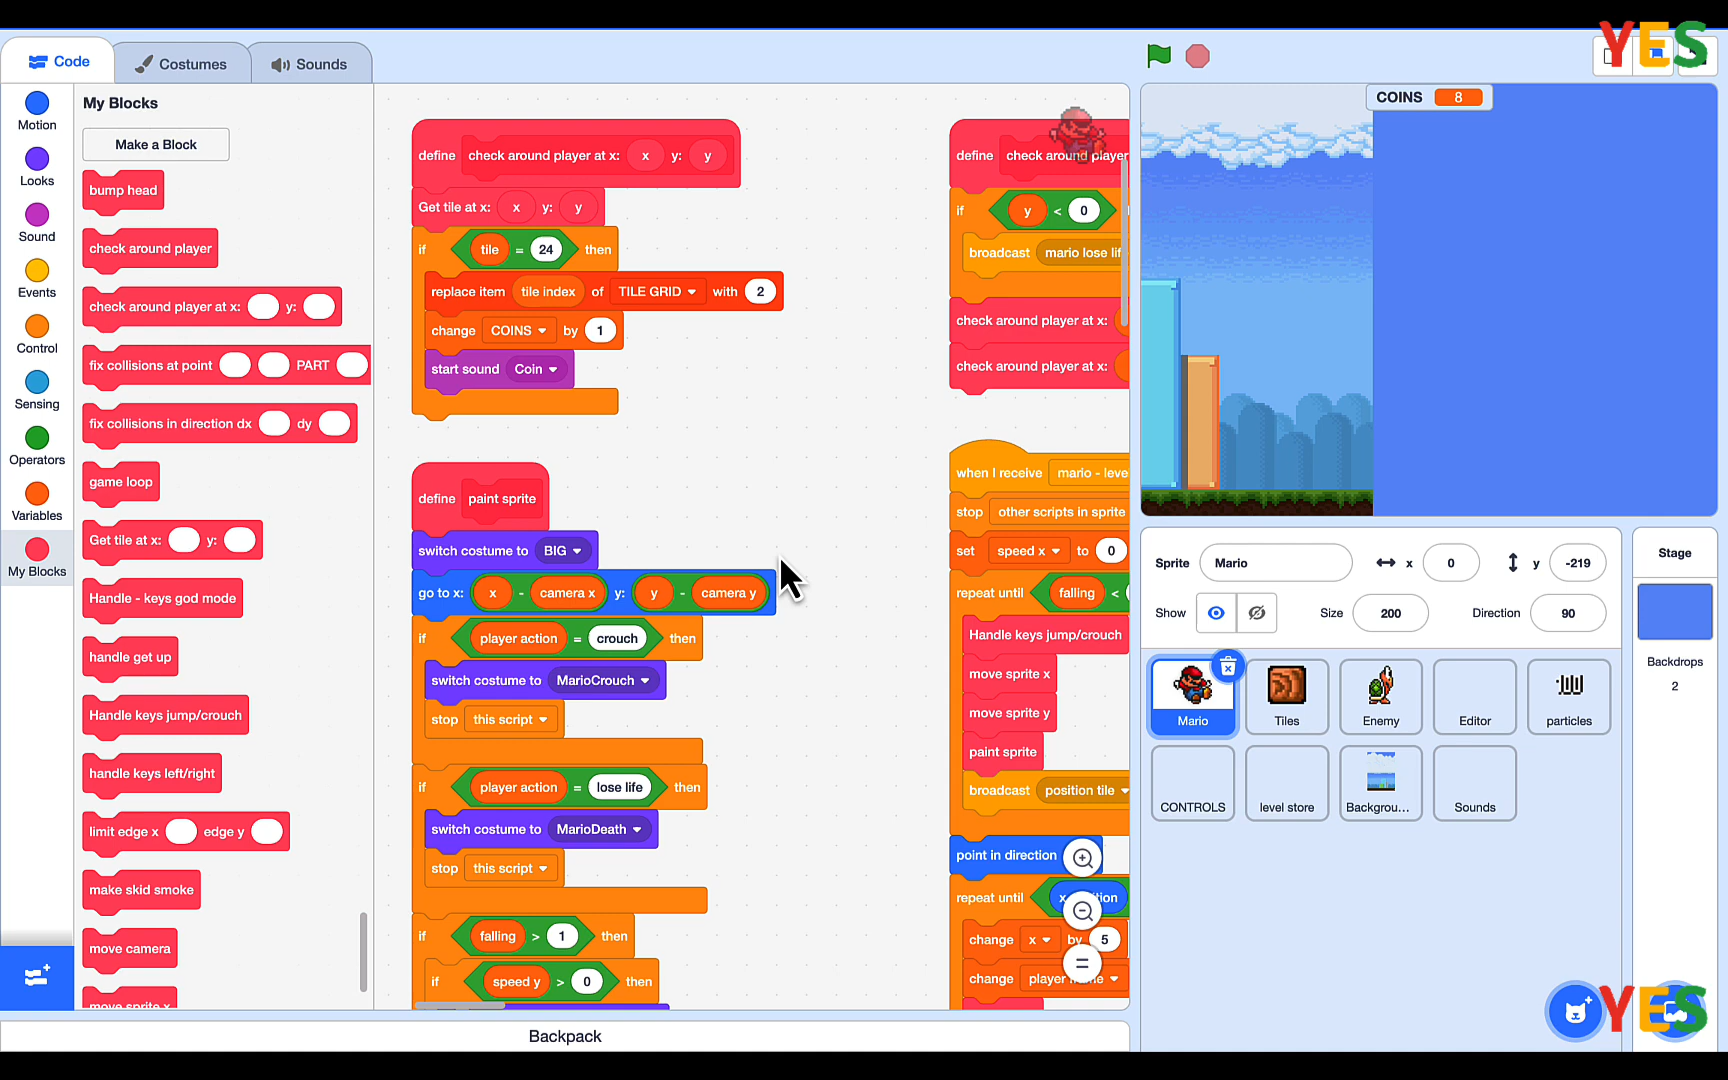 Code
Costumes
Sounds
YES
Motion
Looks
Sound
Events
Control
Sensing
Operators
Variables
My Blocks
My Blocks
Make a Block
bump head
check around player
check around player at x: y:
fix collisions at point PART
fix collisions in direction dx dy
game loop
Get tile at x: y:
Handle - keys god mode
handle get up
Handle keys jump/crouch
handle keys left/right
limit edge x edge y
make skid smoke
move camera
move sprite x
define check around player at x: x y: y
Get tile at x: x y: y
if tile = 24 then
replace item tile index of TILE GRID with 2
change COINS by 1
start sound Coin
define paint sprite
switch costume to BIG
go to x: x - camera x y: y - camera y
if player action = crouch then
switch costume to MarioCrouch
stop this script
if player action = lose life then
switch costume to MarioDeath
stop this script
if falling > 1 then
if speed y > 0 then
define check around player
if y < 0
broadcast mario lose lif
check around player at x:
check around player at x:
when I receive mario - leve
stop other scripts in sprite
set speed x to 0
repeat until falling <
Handle keys jump/crouch
move sprite x
move sprite y
paint sprite
broadcast position tile
point in direction
repeat until
change x by 5
change
COINS 8
Sprite Mario x 0 y -219
Show Size 200 Direction 90
Mario
Tiles
Enemy
Editor
particles
CONTROLS
level store
Backgrou...
Sounds
Stage
Backdrops
2
YES
Backpack